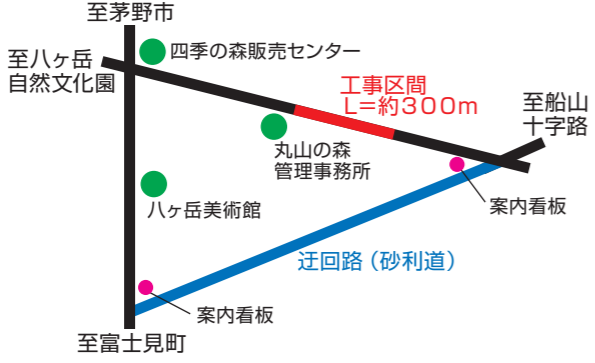 至茅野市
四季の森販売センター
至八ヶ岳
自然文化園
工事区間
L=約300m
至船山
十字路
丸山の森
管理事務所
八ヶ岳美術館
案内看板
迂回路（砂利道）
案内看板
至富士見町